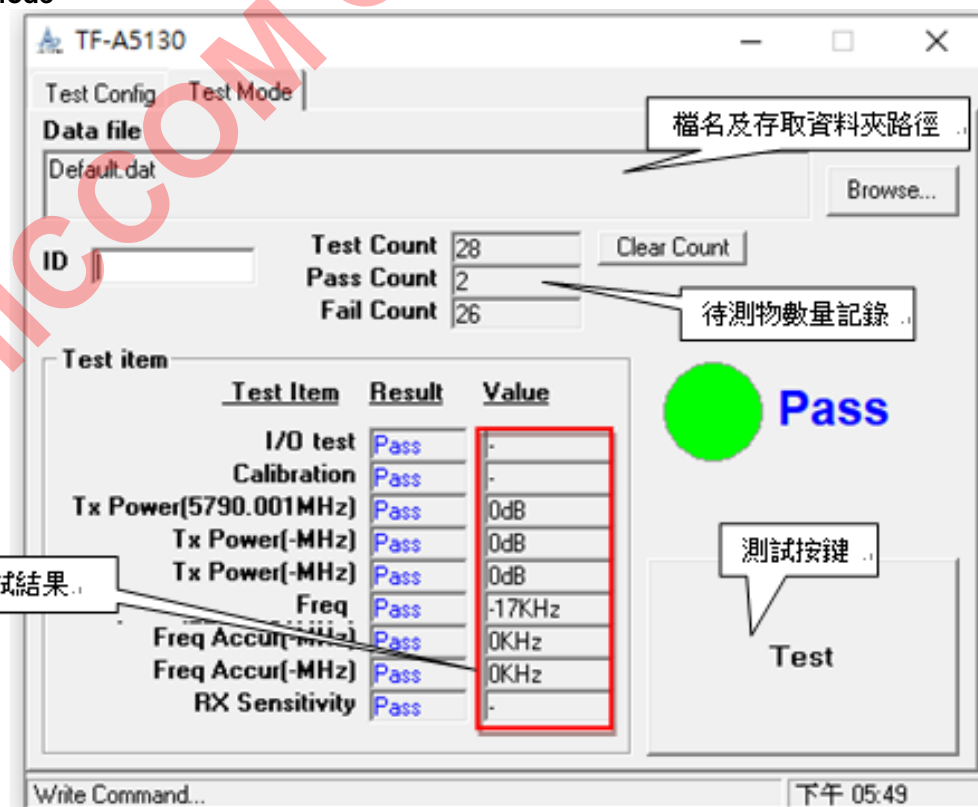 TF-A5130
Test Config Test Mode
Data file
檔名及存取資料夾路徑
Default.dat
Browse...
ID
Test Count 28
Clear Count
Pass Count 2
Fail Count 26
待測物數量記錄
Test item
Test Item Result Value
Pass
I/O test Pass -
Calibration Pass -
Tx Power(5790.001MHz) Pass 0dB
Tx Power(-MHz) Pass 0dB
Tx Power(-MHz) Pass 0dB
測試按鍵
試結果
Freq Pass -17KHz
Freq Accur(-MHz) Pass 0KHz
Freq Accur(-MHz) Pass 0KHz
RX Sensitivity Pass -
Test
Write Command...
下午 05:49